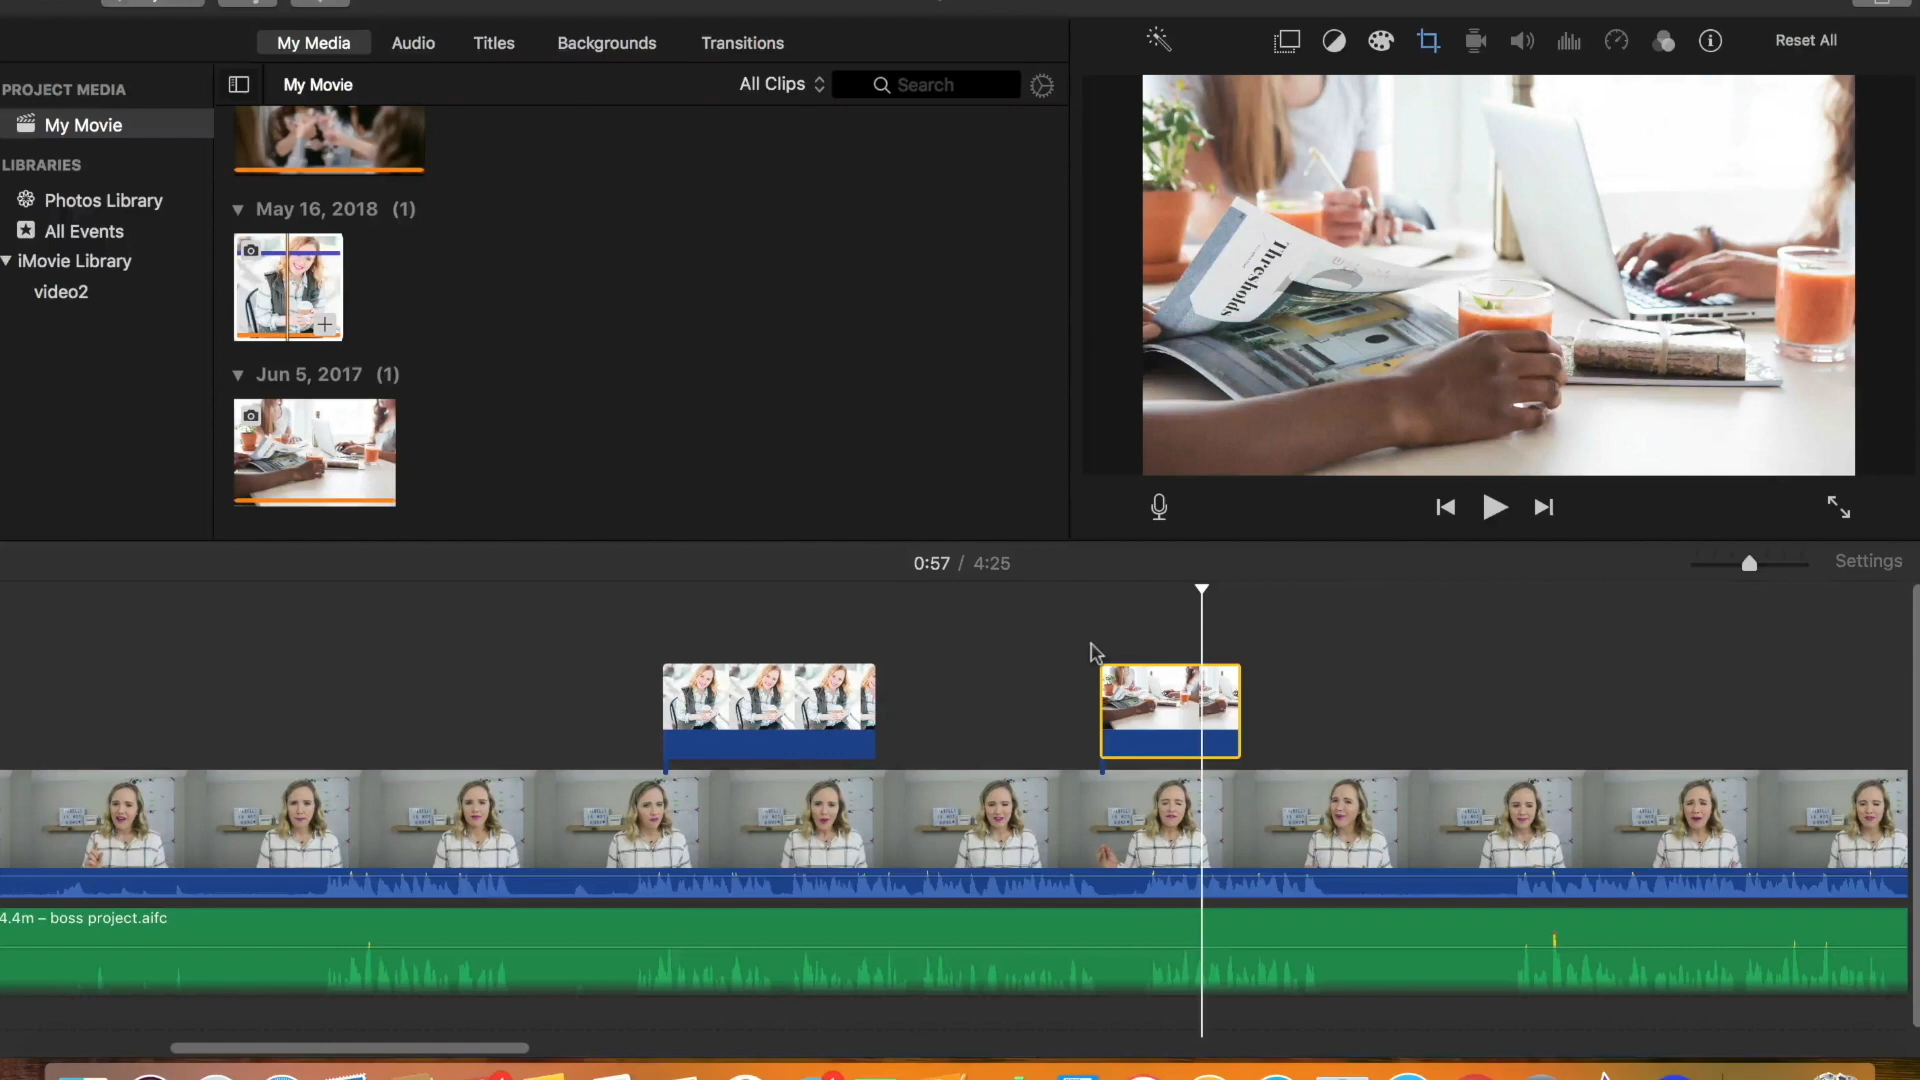 My Media Audio Titles Backgrounds Transitions
Reset All
PROJECT MEDIA
My Movie All Clips Search
My Movie
LIBRARIES
Photos Library
All Events
iMovie Library
video2
May 16, 2018 (1)
Jun 5, 2017 (1)
Thresholds
0:57 / 4:25
Settings
4.4m – boss project.aifc